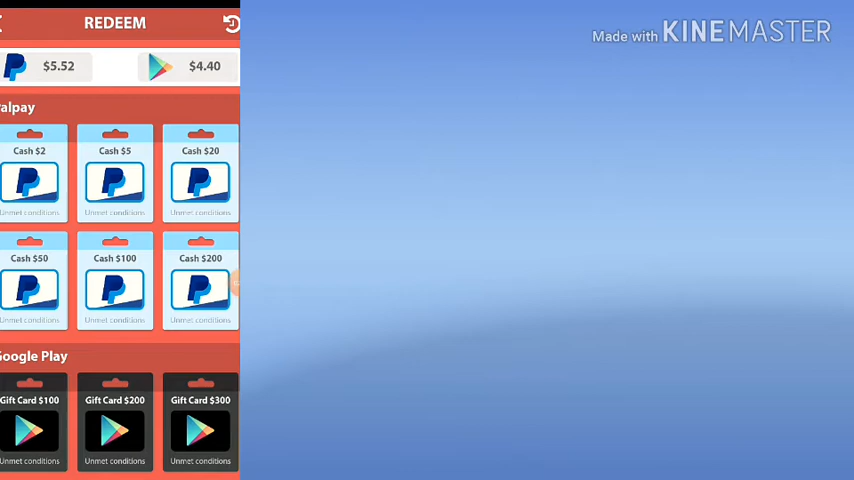 REDEEM
$5.52 $4.40
alpay
Cash $2 Cash $5 Cash $20
Unmet conditions Unmet conditions Unmet conditions
Cash $50 Cash $100 Cash $200
Unmet conditions Unmet conditions Unmet conditions
Google Play
Gift Card $100 Gift Card $200 Gift Card $300
Unmet conditions Unmet conditions Unmet conditions
Made with KINEMASTER